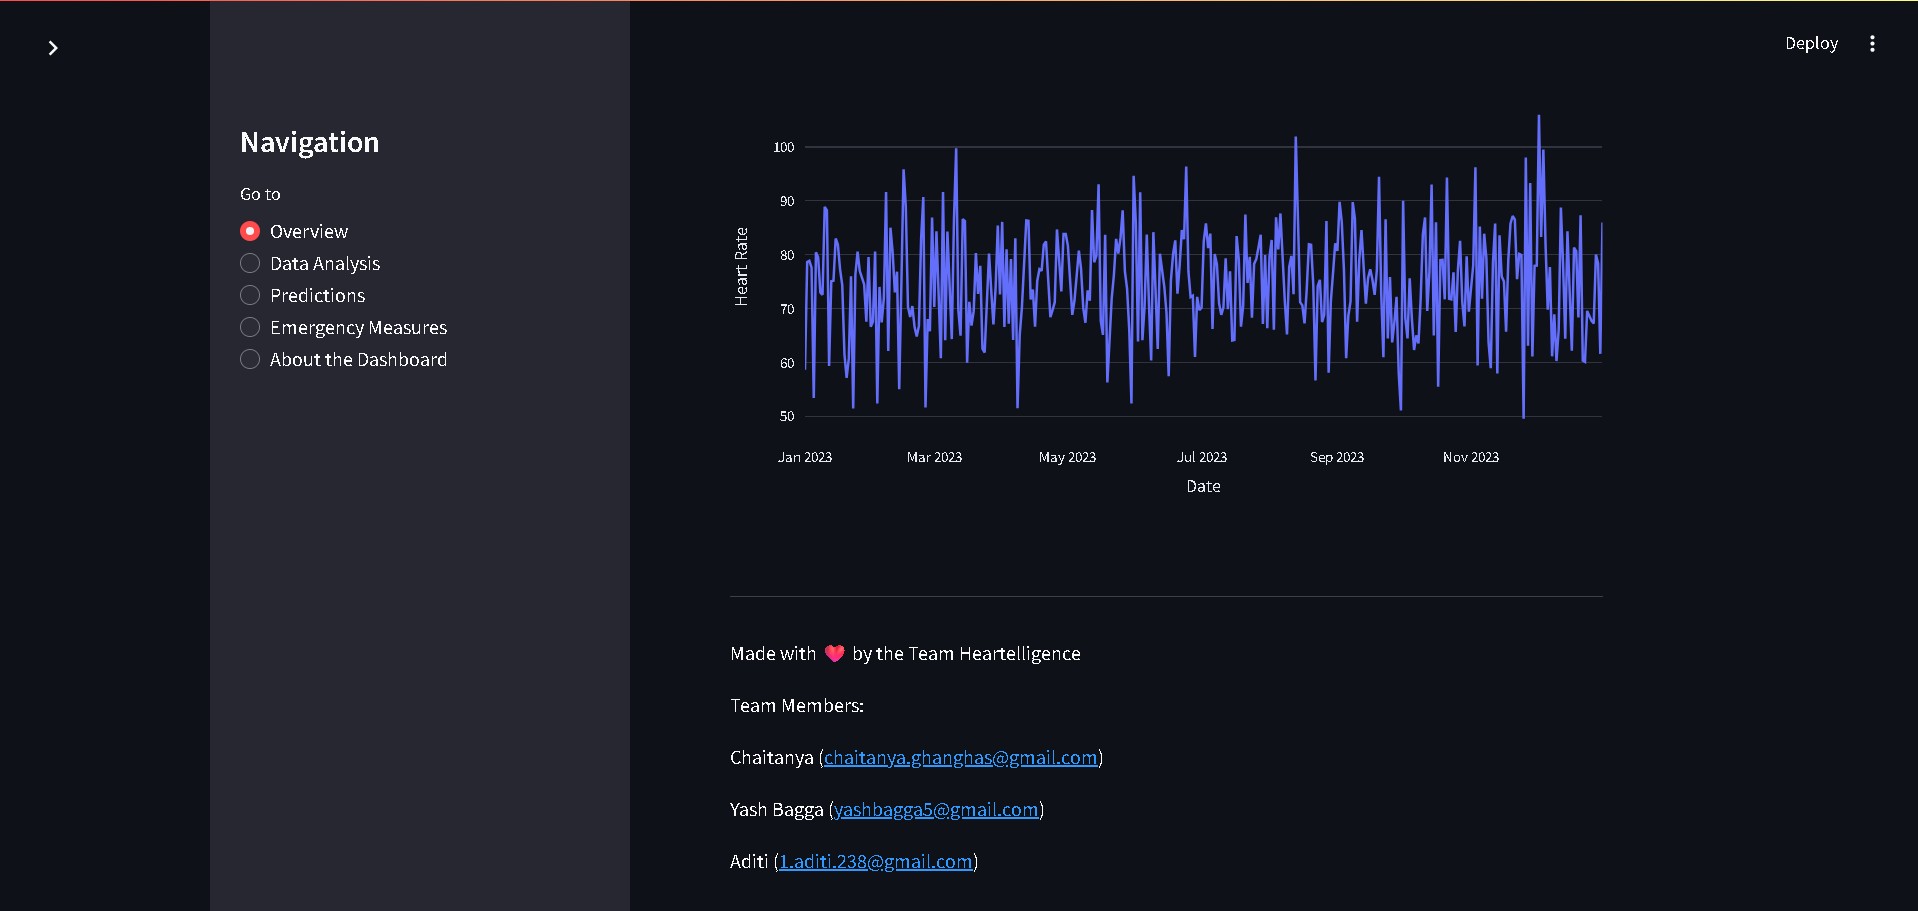 Deploy
Navigation
Go to
Overview
Data Analysis
Predictions
Emergency Measures
About the Dashboard
Heart Rate
100
90
80
70
60
50
Jan 2023 Mar 2023 May 2023 Jul 2023 Sep 2023 Nov 2023
Date
Made with ❤️ by the Team Heartelligence
Team Members:
Chaitanya (chaitanya.ghanghas@gmail.com)
Yash Bagga (yashbagga5@gmail.com)
Aditi (1.aditi.238@gmail.com)